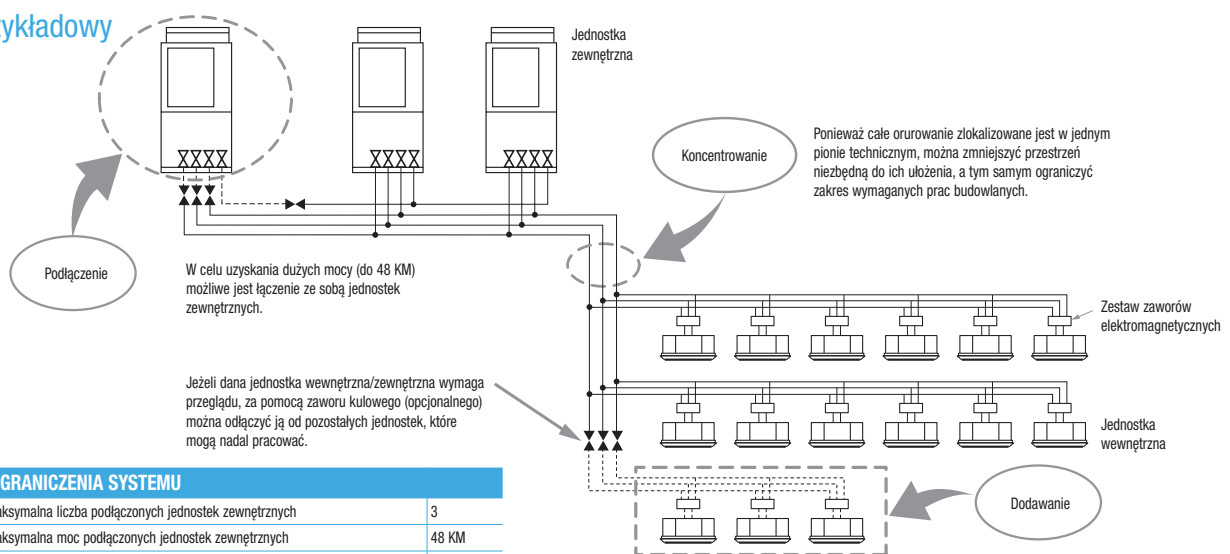 zykładowy
Jednostka
zewnętrzna
Koncentrowanie
Ponieważ całe orurowanie zlokalizowane jest w jednym
pionie technicznym, można zmniejszyć przestrzeń
niezbędną do ich ułożenia, a tym samym ograniczyć
zakres wymaganych prac budowlanych.
Podłączenie
W celu uzyskania dużych mocy (do 48 KM)
możliwe jest łączenie ze sobą jednostek
zewnętrznych.
Zestaw zaworów
elektromagnetycznych
Jeżeli dana jednostka wewnętrzna/zewnętrzna wymaga
przeglądu, za pomocą zaworu kulowego (opcjonalnego)
można odłączyć ją od pozostałych jednostek, które
mogą nadal pracować.
Jednostka
wewnętrzna
Dodawanie
GRANICZENIA SYSTEMU
aksymalna liczba podłączonych jednostek zewnętrznych 3
aksymalna moc podłączonych jednostek zewnętrznych 48 KM